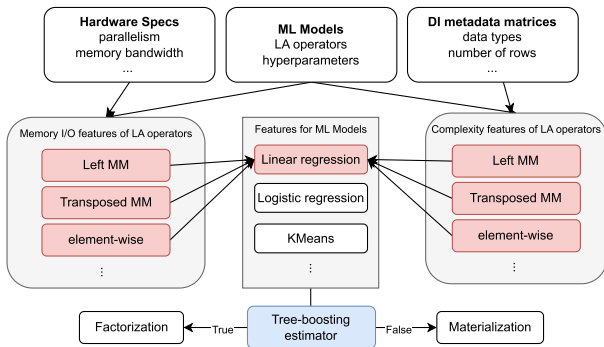 Hardware Specs
parallelism
memory bandwidth
...
ML Models
LA operators
hyperparameters
DI metadata matrices
data types
number of rows
...
Memory I/O features of LA operators
Left MM
Transposed MM
element-wise
⋮
Features for ML Models
Linear regression
Logistic regression
KMeans
⋮
Complexity features of LA operators
Left MM
Transposed MM
element-wise
⋮
Factorization
True
Tree-boosting
estimator
False
Materialization